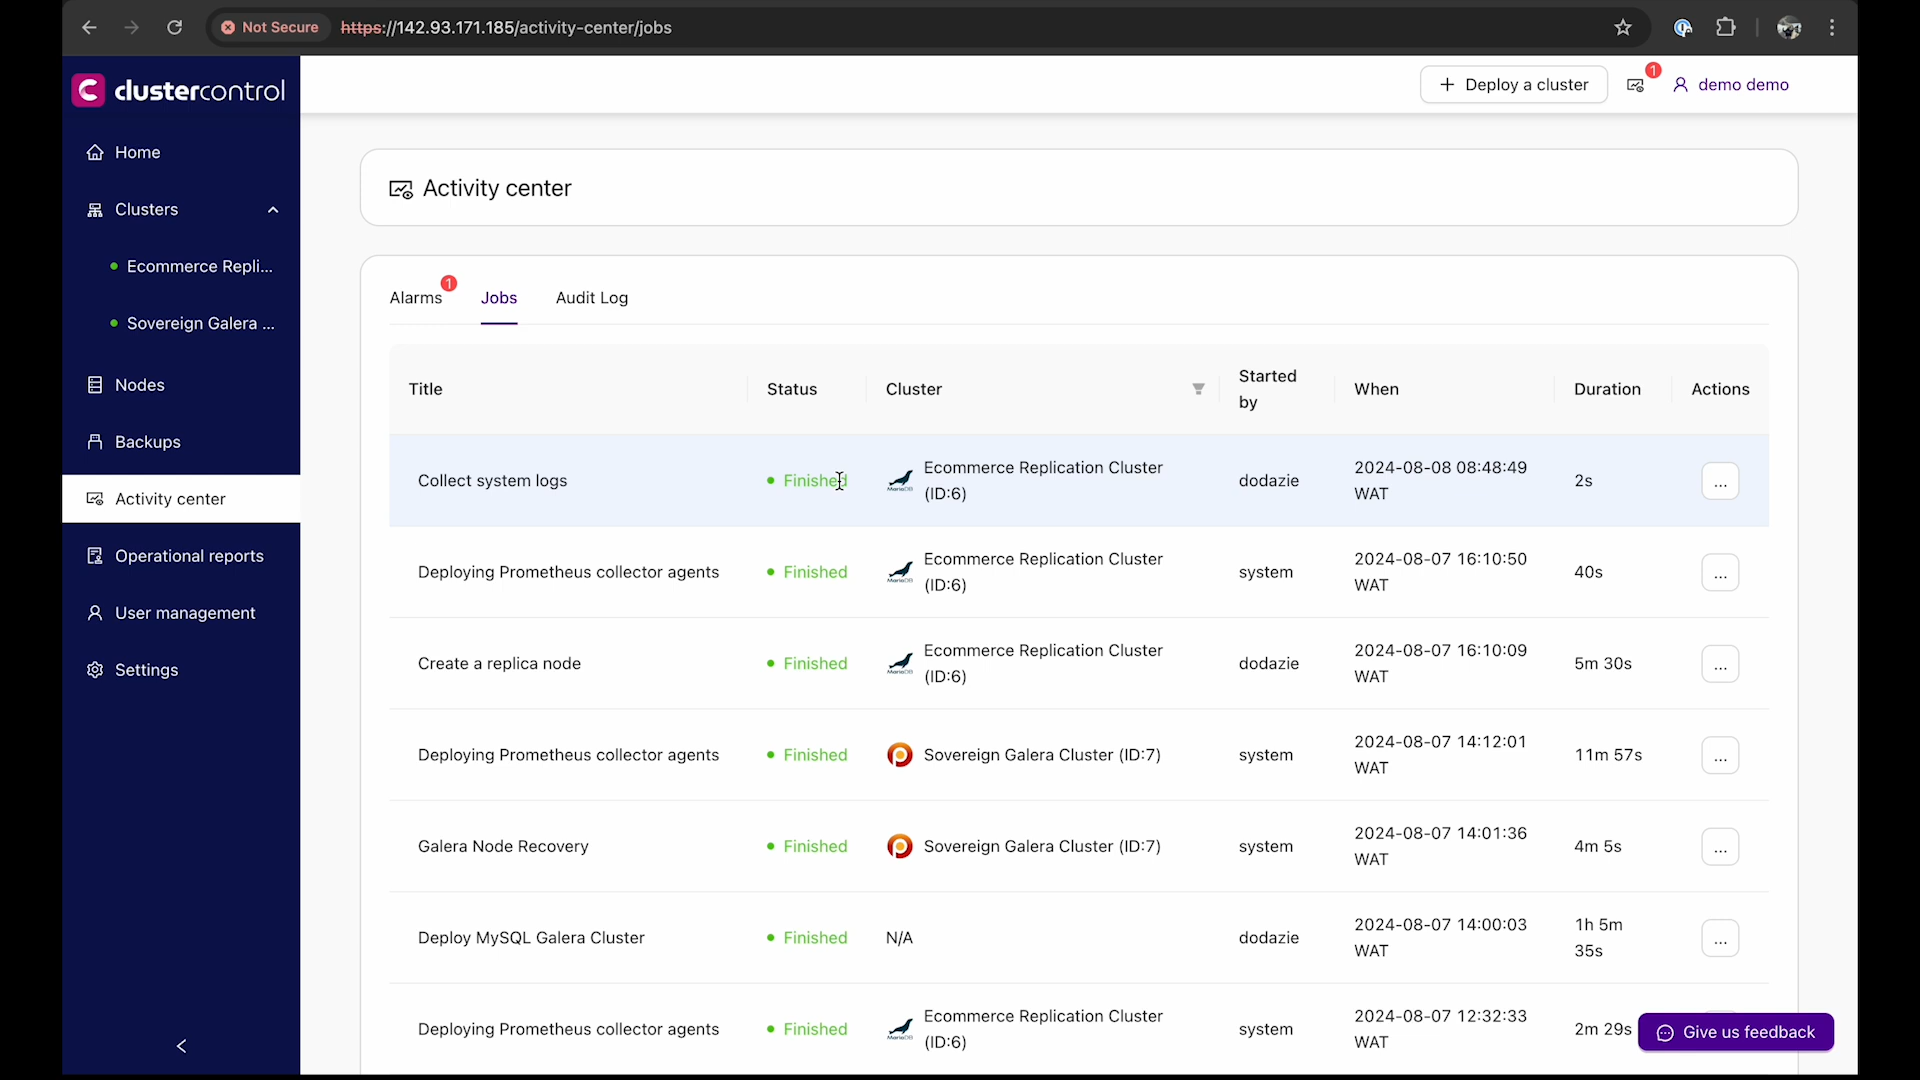 Not Secure https://142.93.171.185/activity-center/jobs
clustercontrol
Deploy a cluster
1
demo demo
Home
Clusters
Ecommerce Repli...
Sovereign Galera ...
Nodes
Backups
Activity center
Operational reports
User management
Settings
Activity center
Alarms 1 Jobs Audit Log
Title Status Cluster Started by When Duration Actions
Collect system logs Finished Ecommerce Replication Cluster (ID:6) dodazie 2024-08-08 08:48:49 WAT 2s ...
Deploying Prometheus collector agents Finished Ecommerce Replication Cluster (ID:6) system 2024-08-07 16:10:50 WAT 40s ...
Create a replica node Finished Ecommerce Replication Cluster (ID:6) dodazie 2024-08-07 16:10:09 WAT 5m 30s ...
Deploying Prometheus collector agents Finished Sovereign Galera Cluster (ID:7) system 2024-08-07 14:12:01 WAT 11m 57s ...
Galera Node Recovery Finished Sovereign Galera Cluster (ID:7) system 2024-08-07 14:01:36 WAT 4m 5s ...
Deploy MySQL Galera Cluster Finished N/A dodazie 2024-08-07 14:00:03 WAT 1h 5m 35s ...
Deploying Prometheus collector agents Finished Ecommerce Replication Cluster (ID:6) system 2024-08-07 12:32:33 WAT 2m 29s
Give us feedback